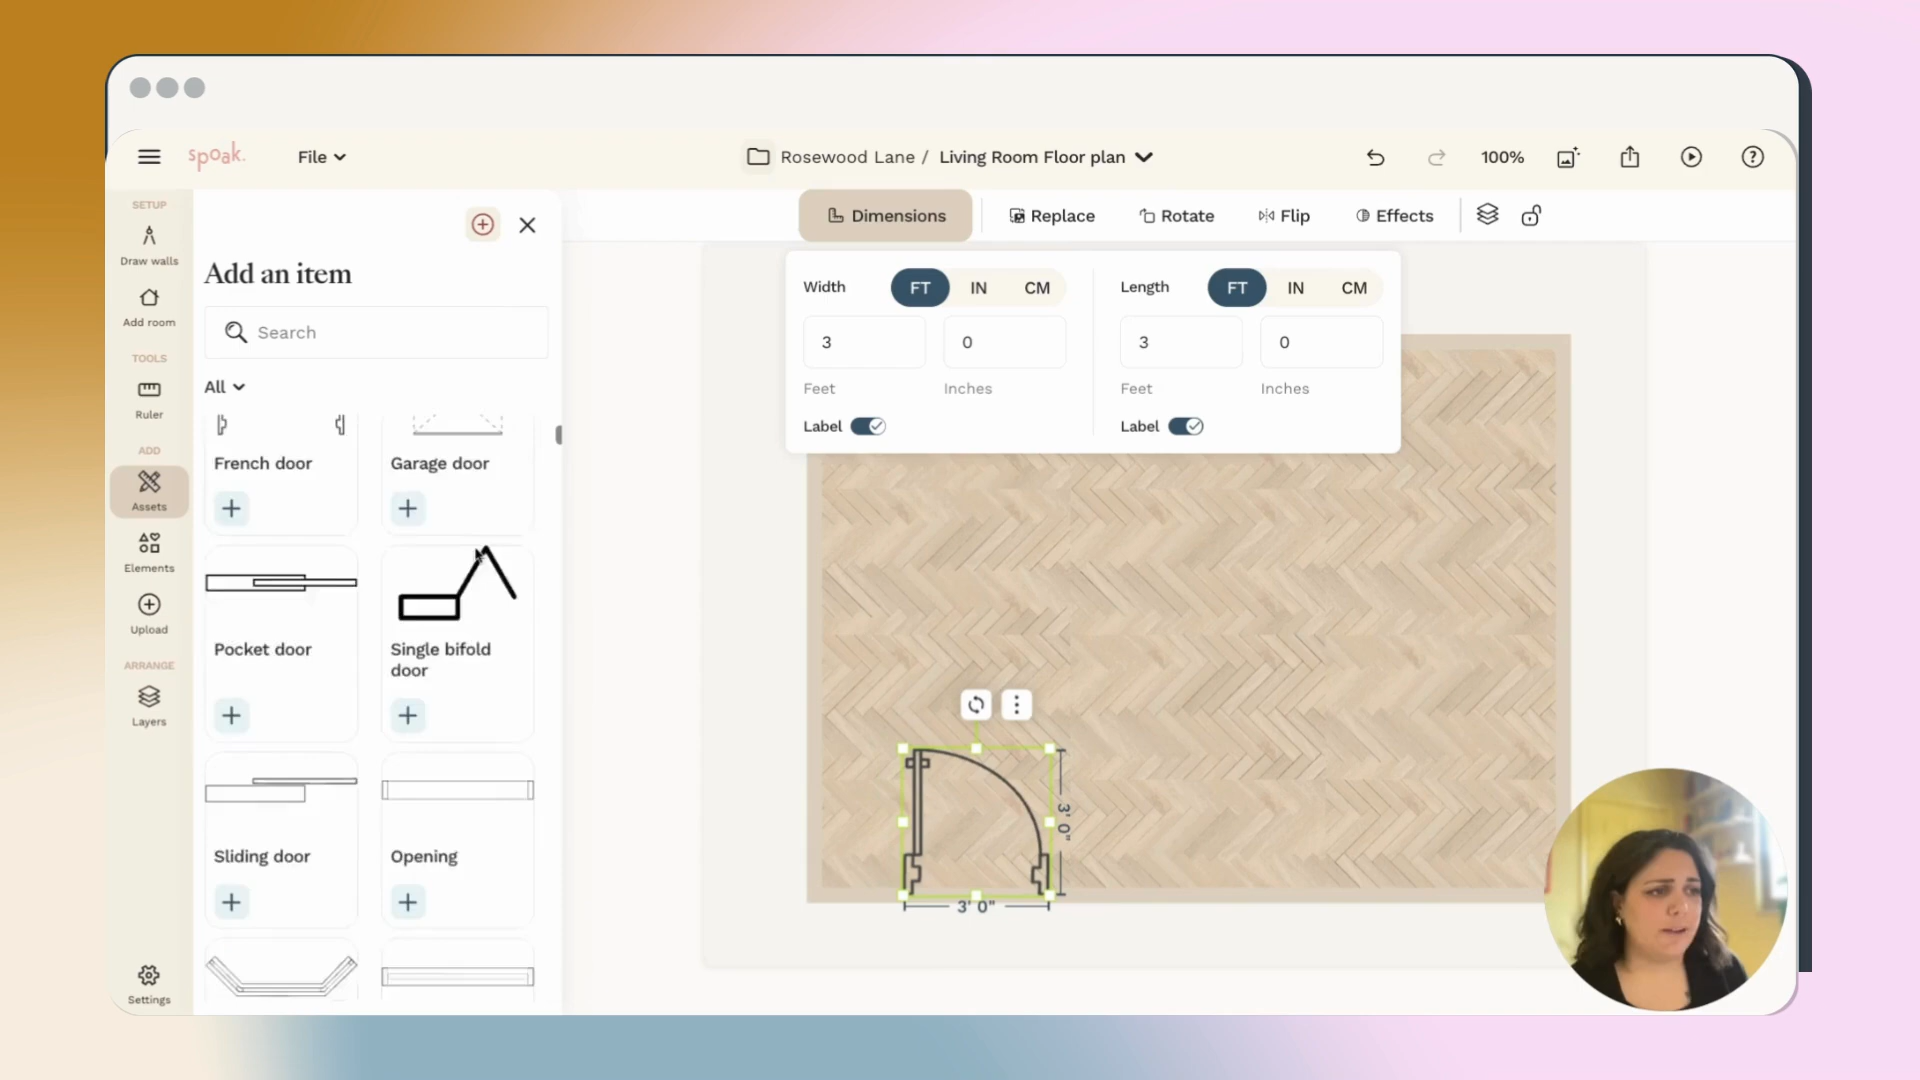 spoak.
File
Rosewood Lane / Living Room Floor plan
100%
SETUP
Draw walls
Add room
TOOLS
Ruler
ADD
Assets
Elements
Upload
ARRANGE
Layers
Settings
Add an item
Search
All
French door
Garage door
Pocket door
Single bifold
door
Sliding door
Opening
Dimensions
Replace
Rotate
Flip
Effects
Width
FT IN CM
3
0
Feet
Inches
Label
Length
FT IN CM
3
0
Feet
Inches
Label
3' 0"
3' 0"